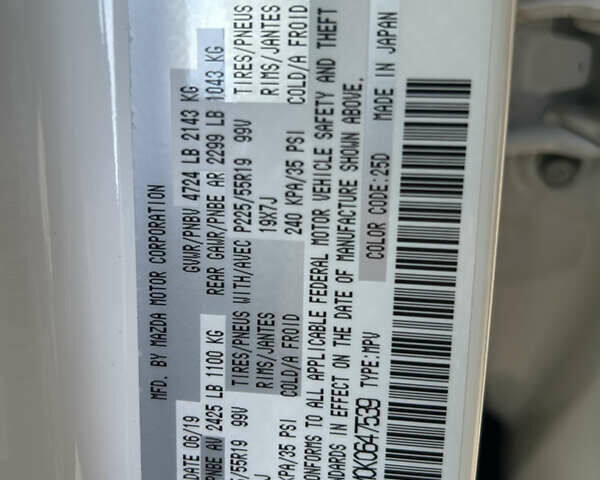 MFD. BY MAZDA MOTOR CORPORATION
DATE 06/19 GVWR/PNBV 4724 LB 2143 KG
PNBE AV 2425 LB 1100 KG REAR GAWR/PNBE AR 2299 LB 1043 KG
55R19 99V TIRES/PNEUS WITH/AVEC P225/55R19 99V TIRES/PNEUS
J RIMS/JANTES 19X7J RIMS/JANTES
KPA/35 PSI COLD/A FROID 240 KPA/35 PSI COLD/A FROID
CONFORMS TO ALL APPLICABLE FEDERAL MOTOR VEHICLE SAFETY AND THEFT
STANDARDS IN EFFECT ON THE DATE OF MANUFACTURE SHOWN ABOVE.
0K0647539 TYPE:MPV COLOR CODE:25D MADE IN JAPAN